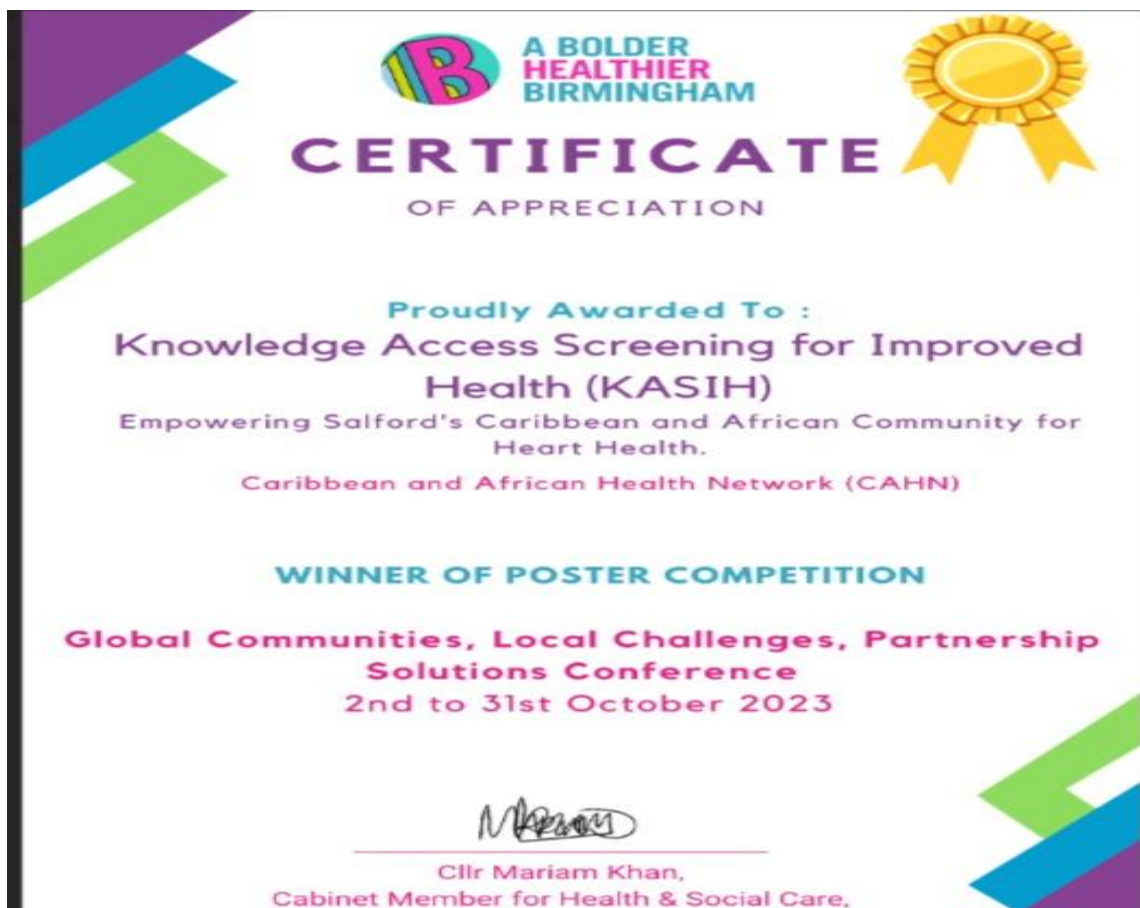 A BOLDER
HEALTHIER
BIRMINGHAM
CERTIFICATE
OF APPRECIATION
Proudly Awarded To :
Knowledge Access Screening for Improved
Health (KASIH)
Empowering Salford's Caribbean and African Community for
Heart Health.
Caribbean and African Health Network (CAHN)
WINNER OF POSTER COMPETITION
Global Communities, Local Challenges, Partnership
Solutions Conference
2nd to 31st October 2023
Cllr Mariam Khan,
Cabinet Member for Health & Social Care,